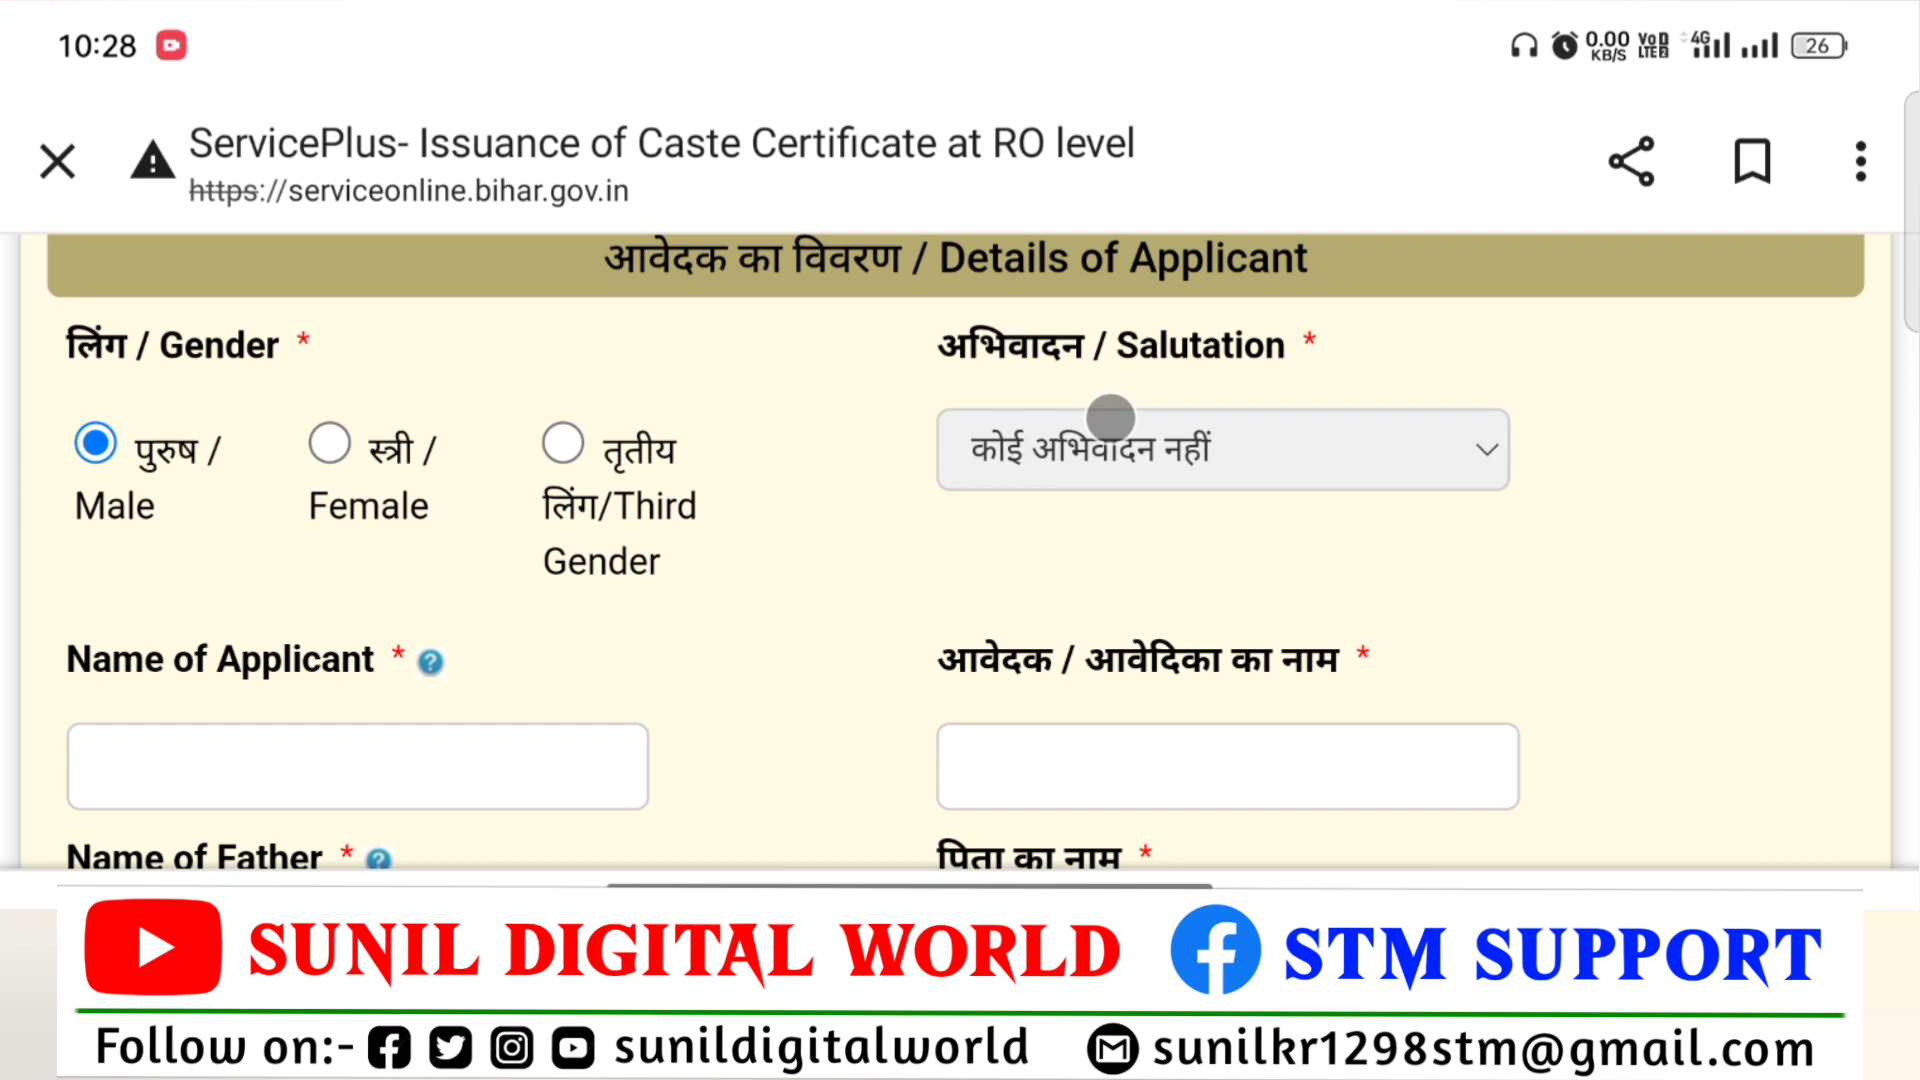 10:28
0.00 KB/S VoD LTE2 4G 26
ServicePlus- Issuance of Caste Certificate at RO level
https://serviceonline.bihar.gov.in
आवेदक का विवरण / Details of Applicant
लिंग / Gender *
अभिवादन / Salutation *
पुरुष / Male
स्त्री / Female
तृतीय लिंग/Third Gender
कोई अभिवादन नहीं
Name of Applicant * ?
आवेदक / आवेदिका का नाम *
Name of Father * ?
पिता का नाम *
SUNIL DIGITAL WORLD
STM SUPPORT
Follow on:- sunildigitalworld
sunilkr1298stm@gmail.com